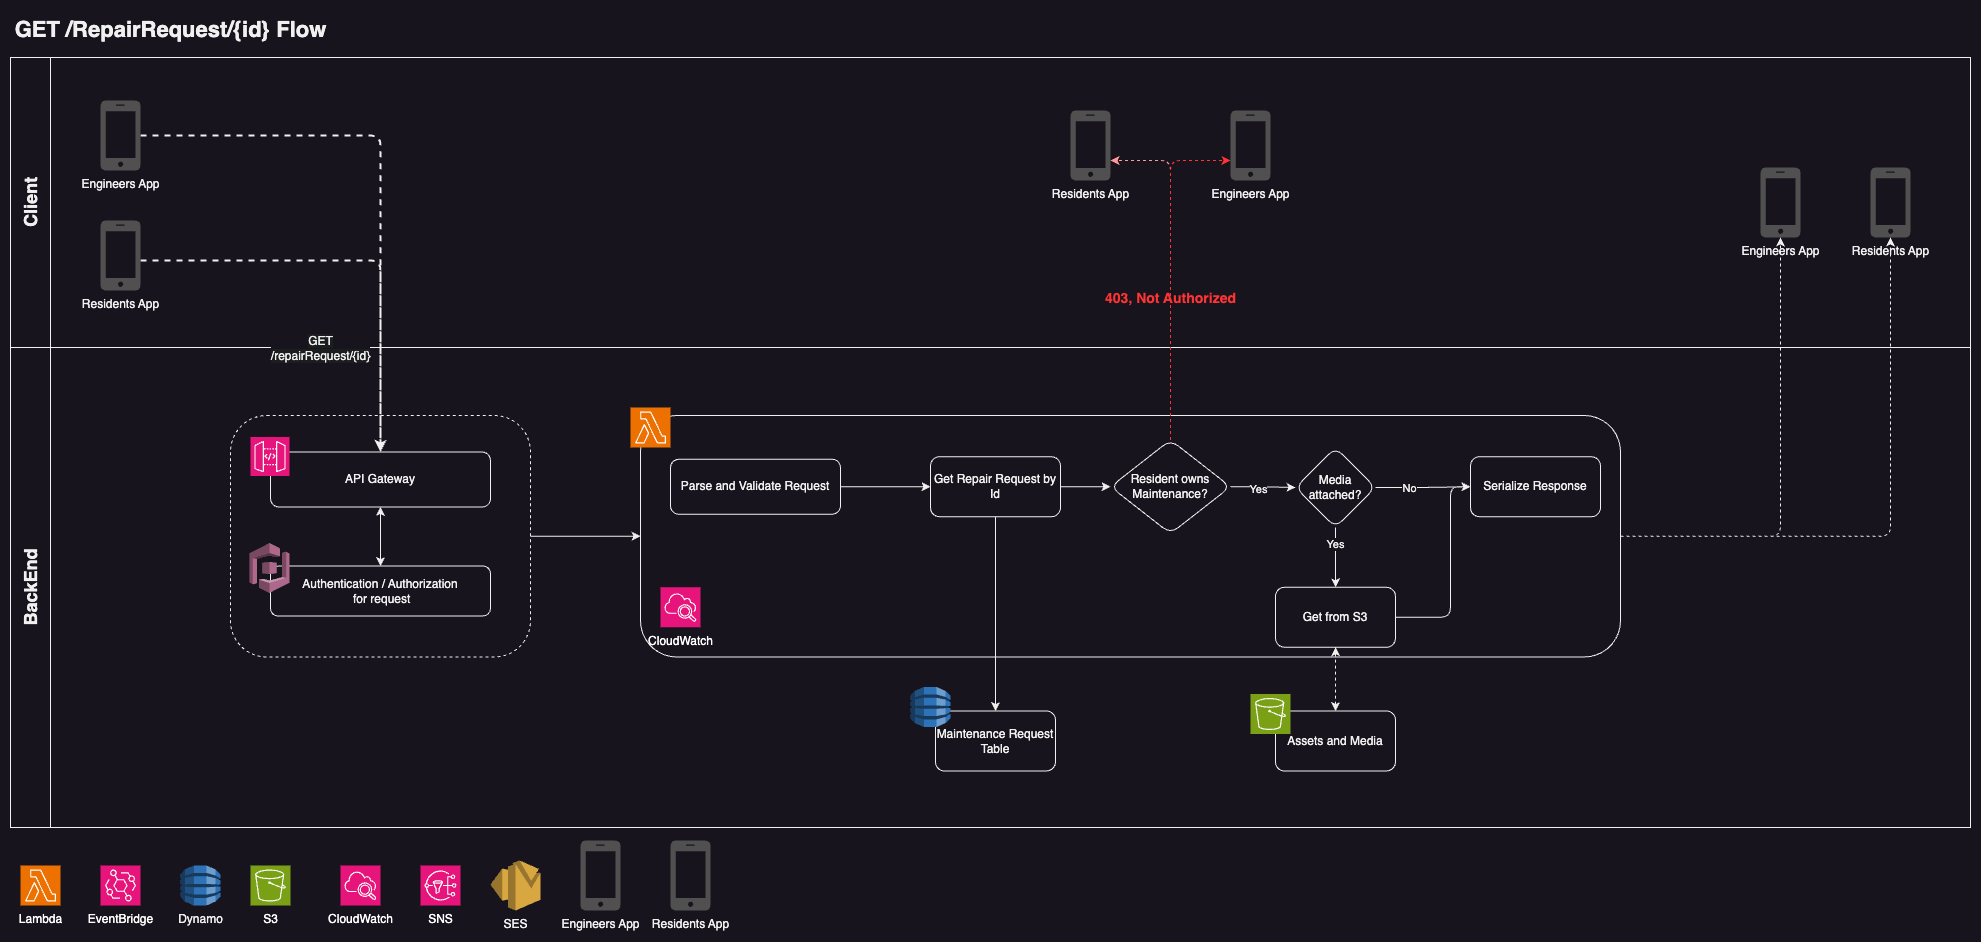 GET /RepairRequest/{id} Flow
Client
Engineers App
Residents App
GET
/repairRequest/{id}
Residents App
Engineers App
403, Not Authorized
Engineers App
Residents App
BackEnd
API Gateway
Authentication / Authorization
for request
Parse and Validate Request
Get Repair Request by
Id
Resident owns
Maintenance?
Yes
Media
attached?
No
Serialize Response
Yes
Get from S3
CloudWatch
Maintenance Request
Table
Assets and Media
Lambda
EventBridge
Dynamo
S3
CloudWatch
SNS
SES
Engineers App
Residents App